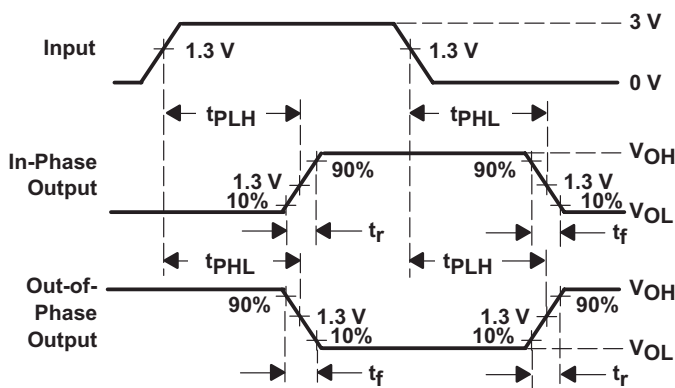 3 V
Input
1.3 V
1.3 V
0 V
tPLH
tPHL
In-Phase
Output
VOH
90%
90%
1.3 V
1.3 V
10%
10%
VOL
tr
tf
tPHL
tPLH
Out-of-
Phase
Output
VOH
90%
90%
1.3 V
1.3 V
10%
10%
VOL
tf
tr